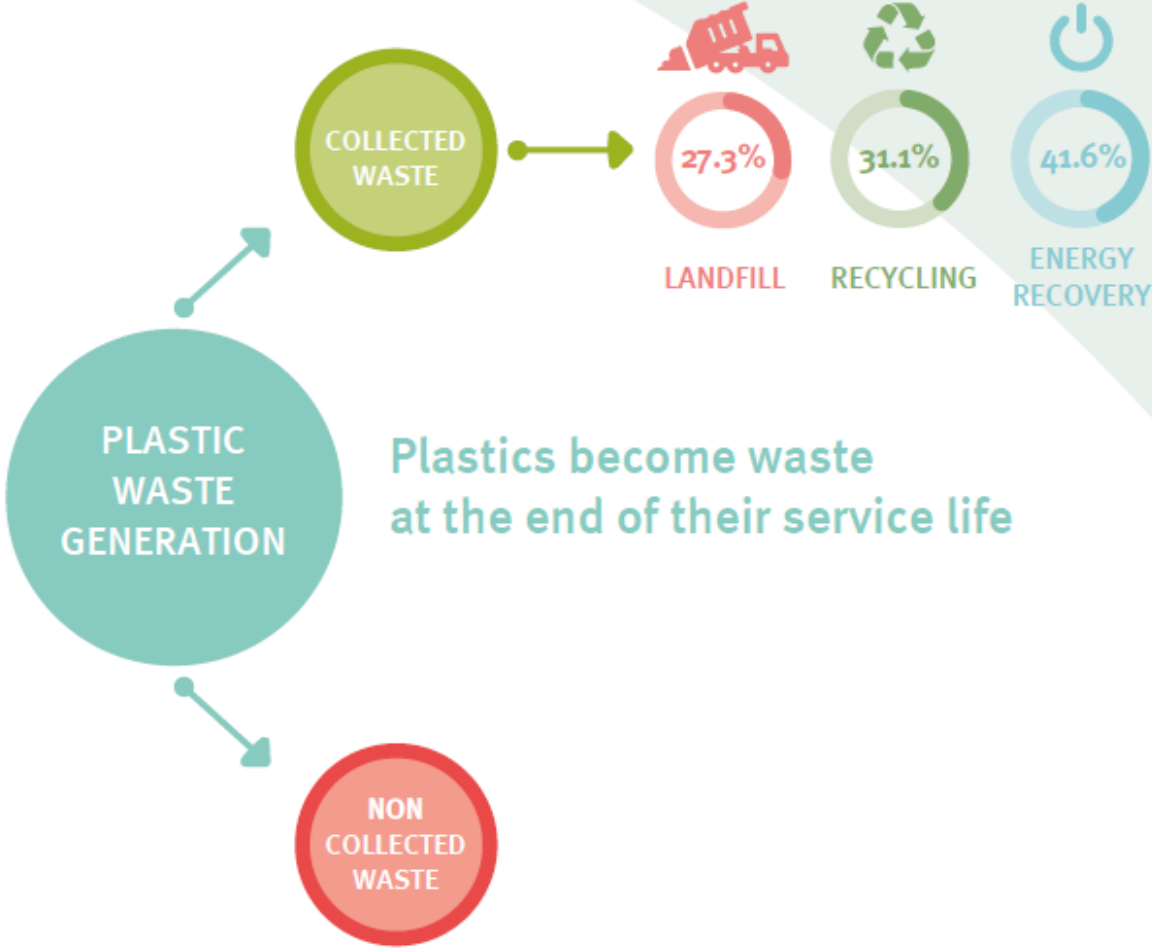 COLLECTED
WASTE
27.3%
31.1%
41.6%
LANDFILL
RECYCLING
ENERGY
RECOVERY
PLASTIC
WASTE
GENERATION
Plastics become waste
at the end of their service life
NON
COLLECTED
WASTE